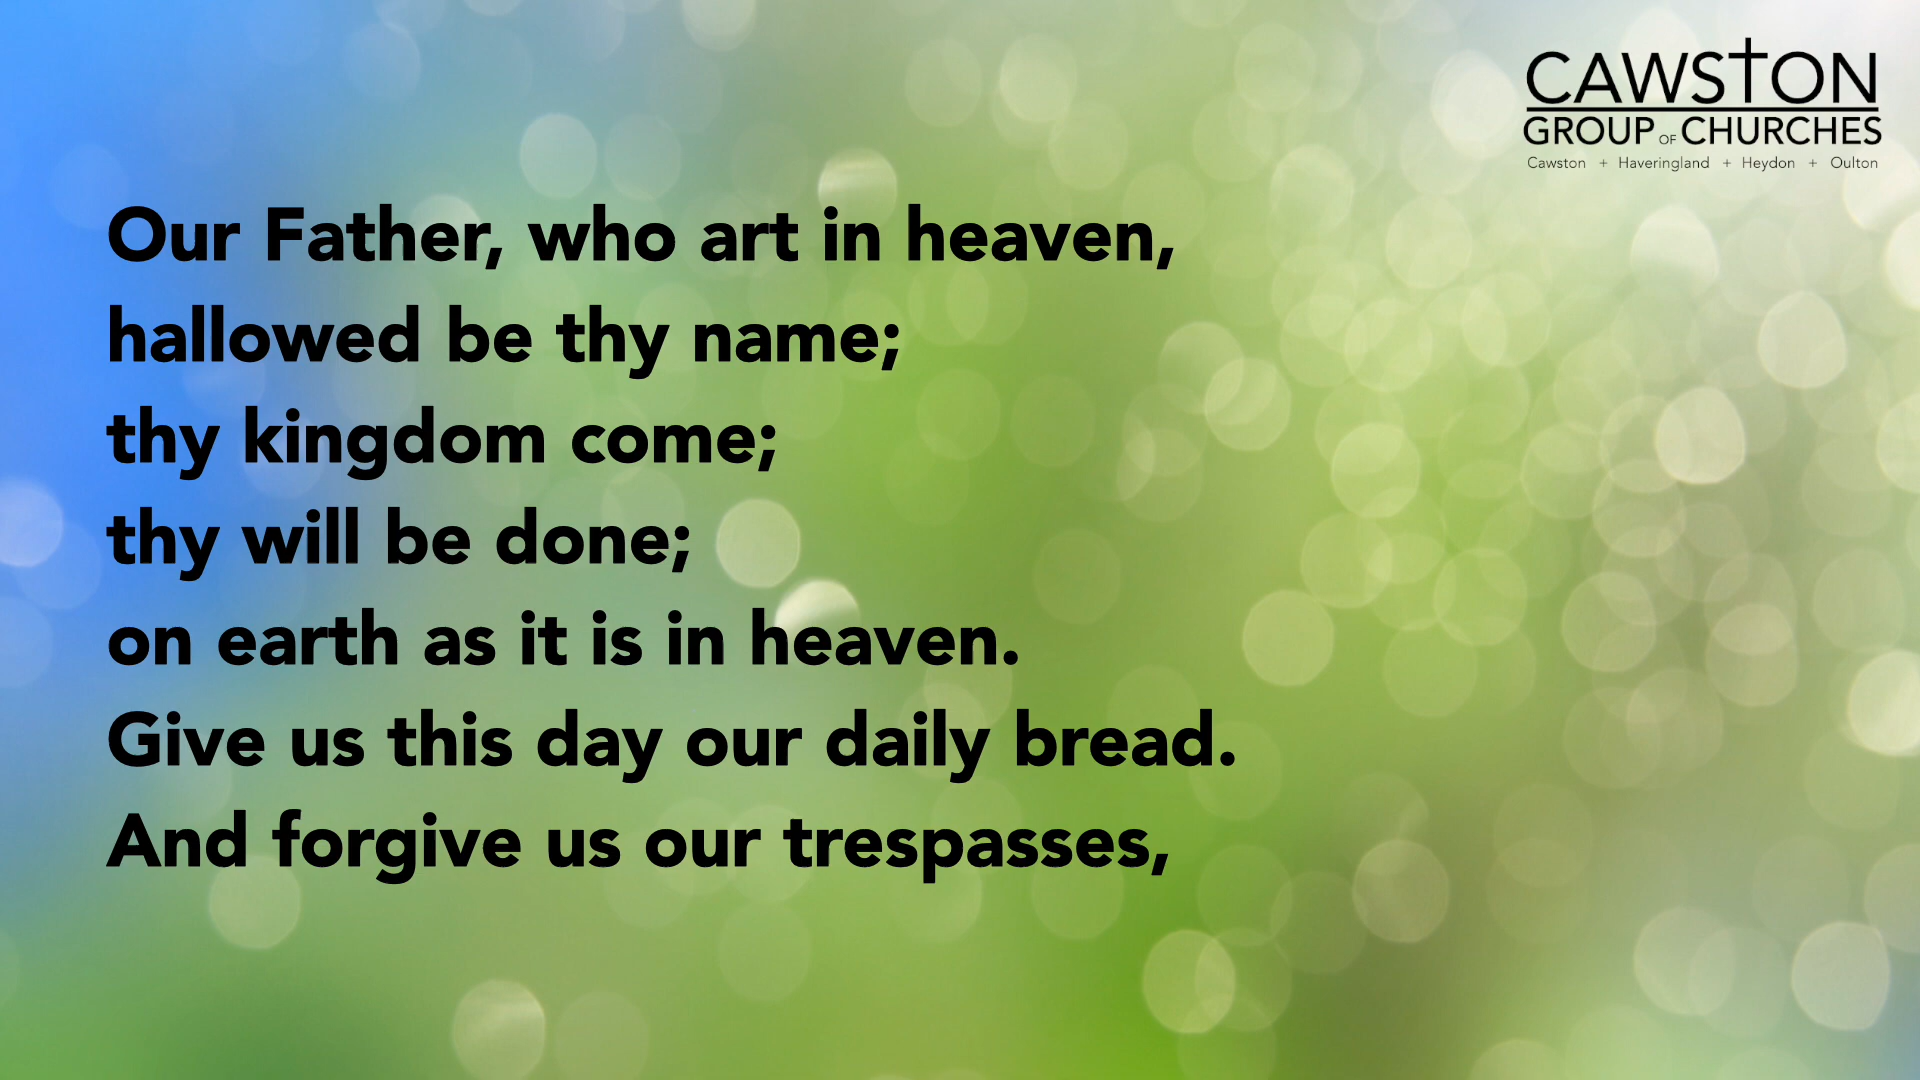 CAWSTON
GROUP OF CHURCHES
Cawston + Haveringland + Heydon + Oulton
Our Father, who art in heaven,
hallowed be thy name;
thy kingdom come;
thy will be done;
on earth as it is in heaven.
Give us this day our daily bread.
And forgive us our trespasses,